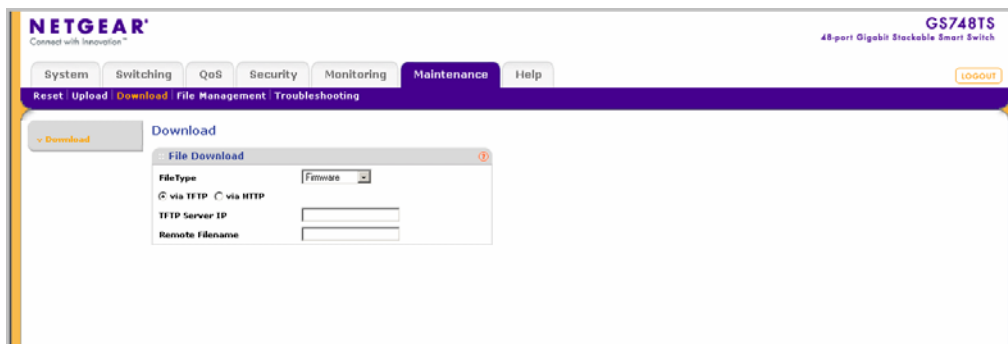 NETGEAR®
Connect with Innovation™
GS748TS
48-port Gigabit Stackable Smart Switch
System Switching QoS Security Monitoring Maintenance Help
LOGOUT
Reset Upload Download File Management Troubleshooting
Download
Download
File Download ?
FileType Firmware
via TFTP via HTTP
TFTP Server IP
Remote Filename